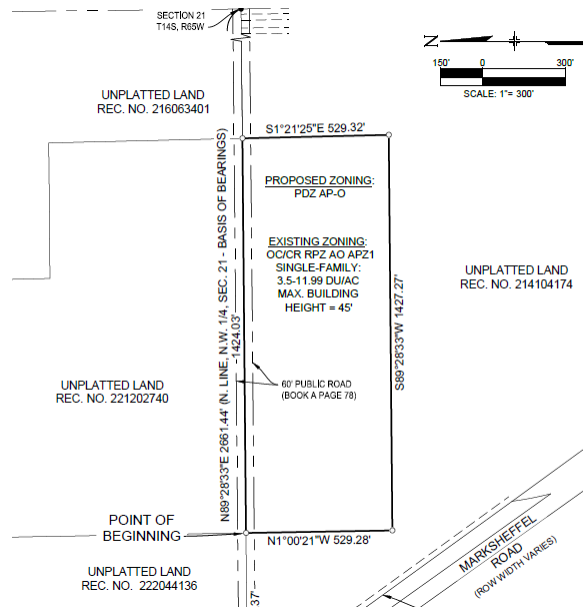 SECTION 21
T14S, R65W
N
150' 0 300'
SCALE: 1"= 300'
UNPLATTED LAND
REC. NO. 216063401
S1°21'25"E 529.32'
PROPOSED ZONING:
PDZ AP-O
EXISTING ZONING:
OC/CR RPZ AO APZ1
SINGLE-FAMILY:
3.5-11.99 DU/AC
MAX. BUILDING
HEIGHT = 45'
N89°28'33"E 2661.44' (N. LINE, N.W. 1/4, SEC. 21 - BASIS OF BEARINGS)
1424.03'
S89°28'33"W 1427.27'
UNPLATTED LAND
REC. NO. 214104174
60' PUBLIC ROAD
(BOOK A PAGE 78)
UNPLATTED LAND
REC. NO. 221202740
POINT OF
BEGINNING
N1°00'21"W 529.28'
MARKSHEFFEL
ROAD
(ROW WIDTH VARIES)
UNPLATTED LAND
REC. NO. 222044136
37'